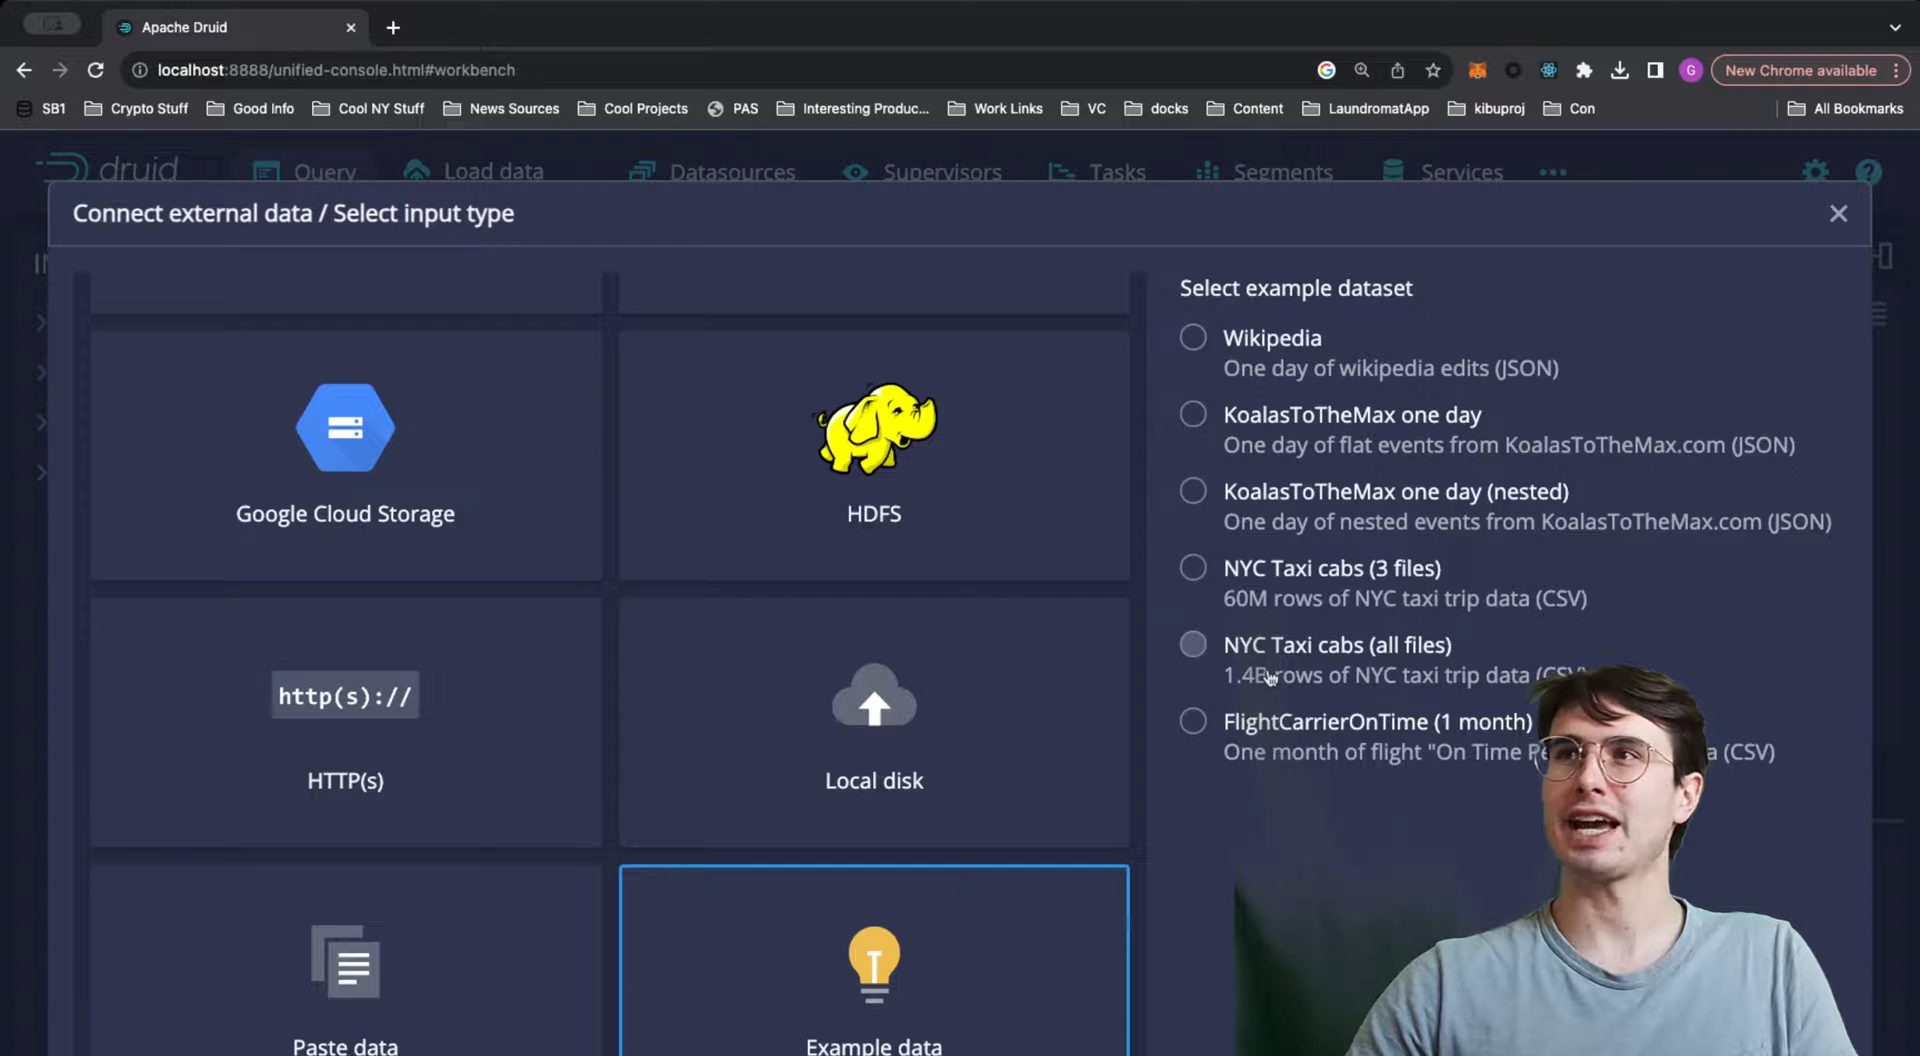 Apache Druid
localhost:8888/unified-console.html#workbench
G
New Chrome available
SB1
Crypto Stuff
Good Info
Cool NY Stuff
News Sources
Cool Projects
PAS
Interesting Produc...
Work Links
VC
docks
Content
LaundromatApp
kibuproj
Con
All Bookmarks
druid
Query
Load data
Datasources
Supervisors
Tasks
Segments
Services
Connect external data / Select input type
Google Cloud Storage
HDFS
http(s)://
HTTP(s)
Local disk
Paste data
Example data
Select example dataset
Wikipedia
One day of wikipedia edits (JSON)
KoalasToTheMax one day
One day of flat events from KoalasToTheMax.com (JSON)
KoalasToTheMax one day (nested)
One day of nested events from KoalasToTheMax.com (JSON)
NYC Taxi cabs (3 files)
60M rows of NYC taxi trip data (CSV)
NYC Taxi cabs (all files)
1.4B rows of NYC taxi trip data (CSV)
FlightCarrierOnTime (1 month)
One month of flight "On Time (CSV)